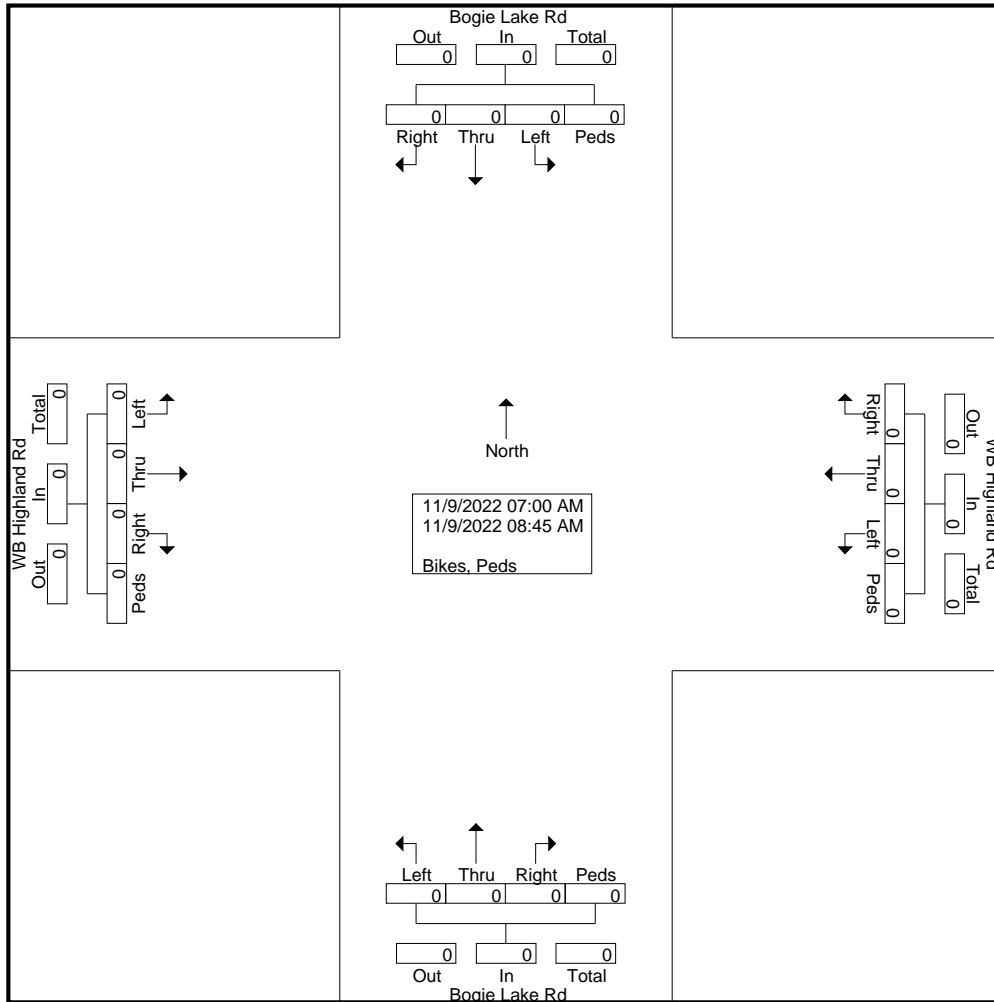 Bogie Lake Rd
Out In Total
0 0 0
0 0 0 0
Right Thru Left Peds
WB Highland Rd
Total In Out
0 0 0
0 0 0 0
Left Thru Right Peds
North
11/9/2022 07:00 AM
11/9/2022 08:45 AM
Bikes, Peds
Right Thru Left Peds
0 0 0 0
0 0 0
Out In Total
WB Highland Rd
Left Thru Right Peds
0 0 0 0
0 0 0
Out In Total
Bogie Lake Rd